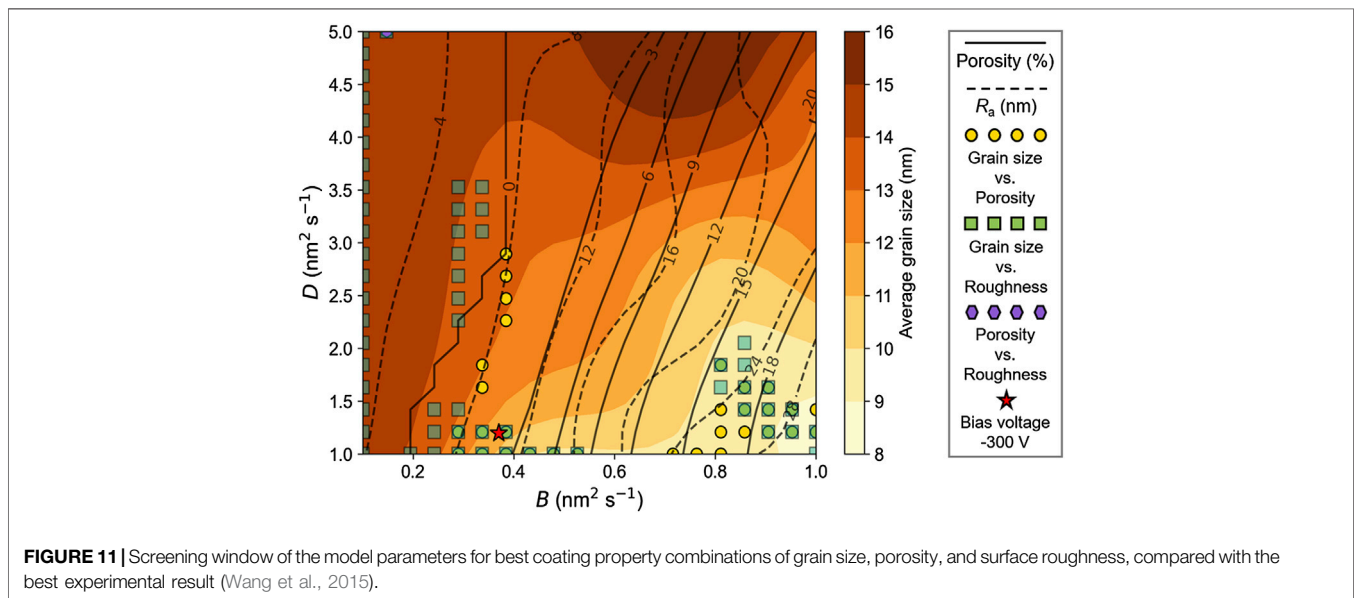 5.0
4.5
4.0
3.5
3.0
2.5
2.0
1.5
1.0
D (nm² s⁻¹)
0.2
0.4
0.6
0.8
1.0
B (nm² s⁻¹)
4
8
3
20
0
6
9
12
16
12
20
15
24
18
28
16
15
14
13
12
11
10
9
8
Average grain size (nm)
Porosity (%)
Rₐ (nm)
Grain size
vs.
Porosity
Grain size
vs.
Roughness
Porosity
vs.
Roughness
Bias voltage
-300 V
FIGURE 11 | Screening window of the model parameters for best coating property combinations of grain size, porosity, and surface roughness, compared with the
best experimental result (Wang et al., 2015).